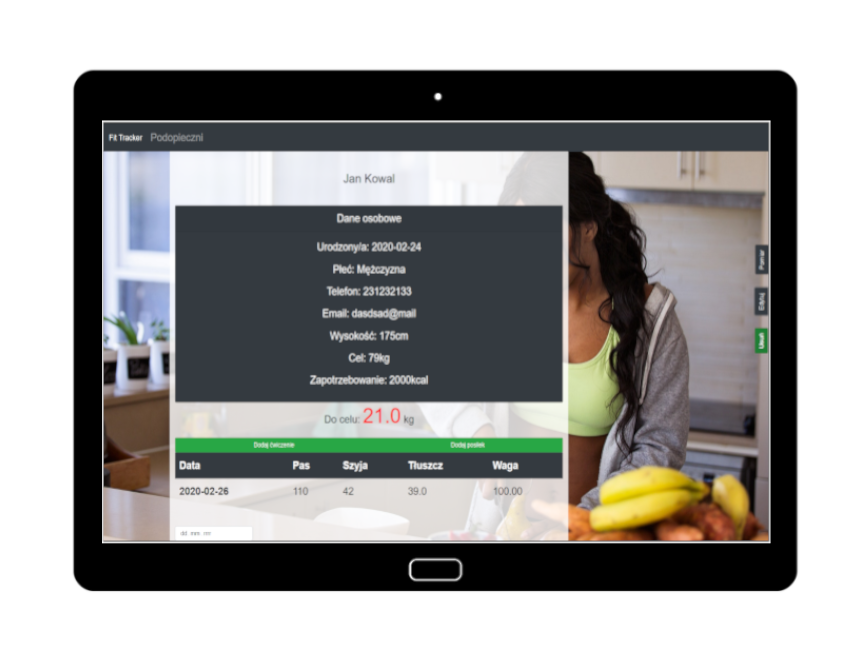 Fit Tracker Podopieczni
Jan Kowal
Dane osobowe
Urodzony/a: 2020-02-24
Płeć: Mężczyzna
Telefon: 231232133
Email: dasdsad@mail
Wysokość: 175cm
Cel: 79kg
Zapotrzebowanie: 2000kcal
Do celu: 21.0 kg
Dodaj ćwiczenie Dodaj posiłek
Data Pas Szyja Tłuszcz Waga
2020-02-26 110 42 39.0 100.00
dd . mm . rrrr
Pomiar
Edytuj
Usuń